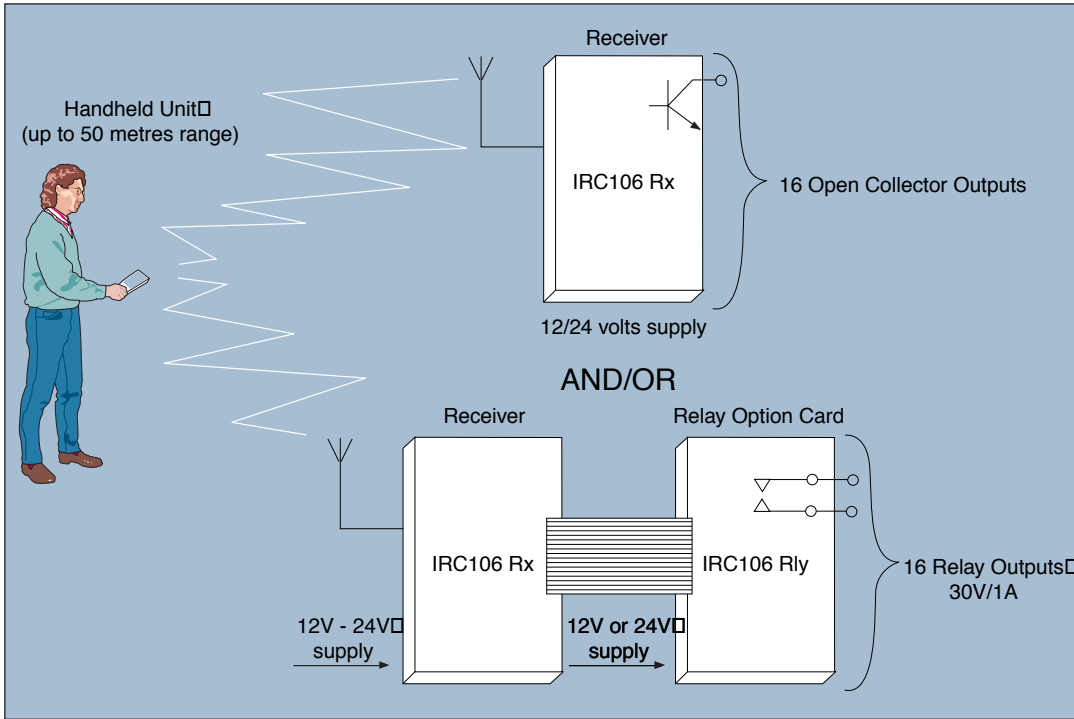 Receiver
Handheld Unit□
(up to 50 metres range)
IRC106 Rx
16 Open Collector Outputs
12/24 volts supply
AND/OR
Receiver
Relay Option Card
IRC106 Rx
IRC106 Rly
16 Relay Outputs□
30V/1A
12V - 24V□
supply
12V or 24V□
supply